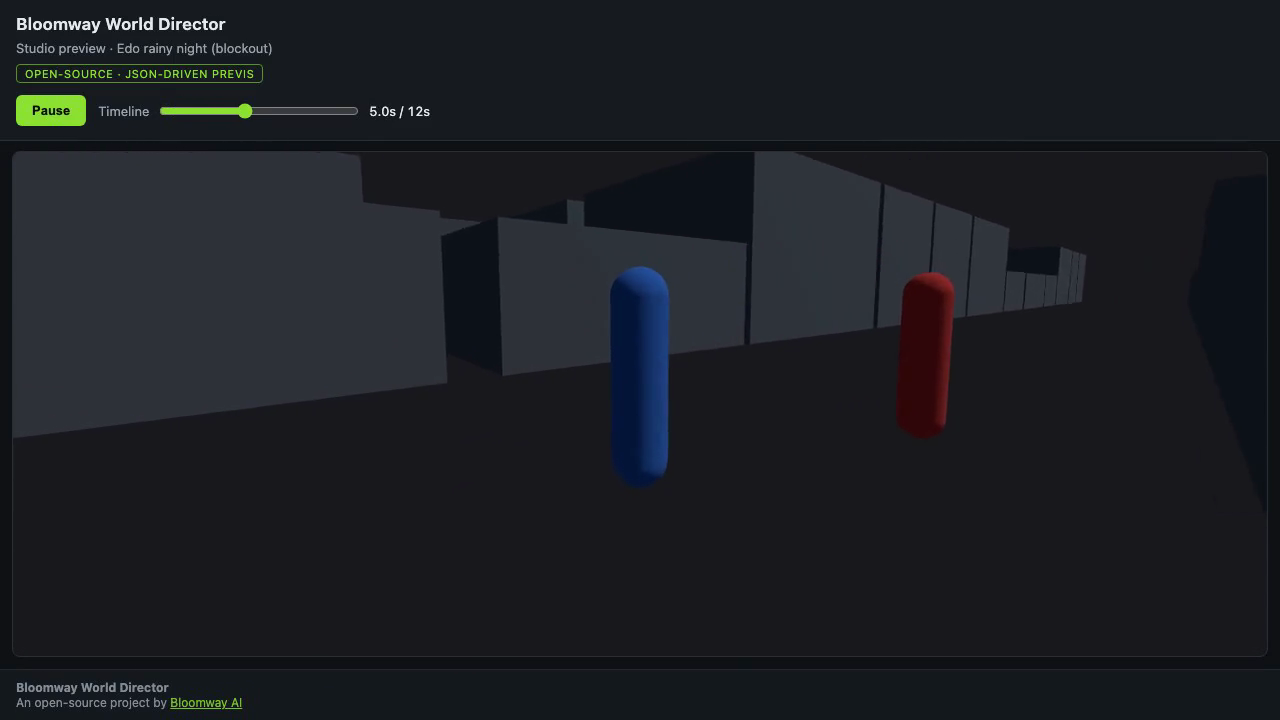 Bloomway World Director
Studio preview · Edo rainy night (blockout)
OPEN-SOURCE · JSON-DRIVEN PREVIS
Pause Timeline 5.0s / 12s
Bloomway World Director
An open-source project by Bloomway AI